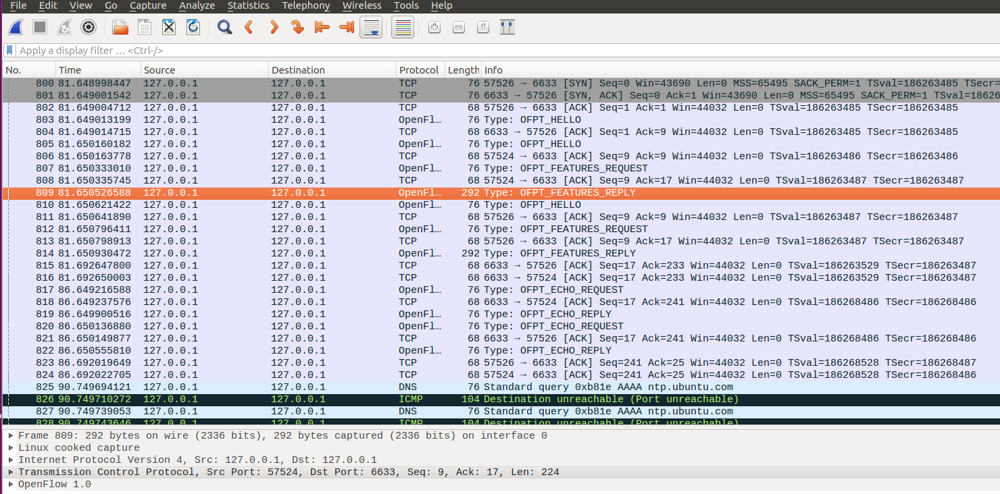 File Edit View Go Capture Analyze Statistics Telephony Wireless Tools Help
Apply a display filter … <Ctrl-/>
No. Time Source Destination Protocol Length Info
800 81.648998447 127.0.0.1 127.0.0.1 TCP 76 57526 → 6633 [SYN] Seq=0 Win=43690 Len=0 MSS=65495 SACK_PERM=1 TSval=186263485 TSecr=
801 81.649001542 127.0.0.1 127.0.0.1 TCP 76 6633 → 57526 [SYN, ACK] Seq=0 Ack=1 Win=43690 Len=0 MSS=65495 SACK_PERM=1 TSval=18626
802 81.649004712 127.0.0.1 127.0.0.1 TCP 68 57526 → 6633 [ACK] Seq=1 Ack=1 Win=44032 Len=0 TSval=186263485 TSecr=186263485
803 81.649013199 127.0.0.1 127.0.0.1 OpenFl… 76 Type: OFPT_HELLO
804 81.649014715 127.0.0.1 127.0.0.1 TCP 68 6633 → 57526 [ACK] Seq=1 Ack=9 Win=44032 Len=0 TSval=186263485 TSecr=186263485
805 81.650160182 127.0.0.1 127.0.0.1 OpenFl… 76 Type: OFPT_HELLO
806 81.650163778 127.0.0.1 127.0.0.1 TCP 68 57524 → 6633 [ACK] Seq=9 Ack=9 Win=44032 Len=0 TSval=186263486 TSecr=186263486
807 81.650333010 127.0.0.1 127.0.0.1 OpenFl… 76 Type: OFPT_FEATURES_REQUEST
808 81.650335745 127.0.0.1 127.0.0.1 TCP 68 57524 → 6633 [ACK] Seq=9 Ack=17 Win=44032 Len=0 TSval=186263487 TSecr=186263487
809 81.650526588 127.0.0.1 127.0.0.1 OpenFl… 292 Type: OFPT_FEATURES_REPLY
810 81.650621422 127.0.0.1 127.0.0.1 OpenFl… 76 Type: OFPT_HELLO
811 81.650641890 127.0.0.1 127.0.0.1 TCP 68 57526 → 6633 [ACK] Seq=9 Ack=9 Win=44032 Len=0 TSval=186263487 TSecr=186263487
812 81.650796411 127.0.0.1 127.0.0.1 OpenFl… 76 Type: OFPT_FEATURES_REQUEST
813 81.650798913 127.0.0.1 127.0.0.1 TCP 68 57526 → 6633 [ACK] Seq=9 Ack=17 Win=44032 Len=0 TSval=186263487 TSecr=186263487
814 81.650930472 127.0.0.1 127.0.0.1 OpenFl… 292 Type: OFPT_FEATURES_REPLY
815 81.692647800 127.0.0.1 127.0.0.1 TCP 68 6633 → 57526 [ACK] Seq=17 Ack=233 Win=44032 Len=0 TSval=186263529 TSecr=186263487
816 81.692650003 127.0.0.1 127.0.0.1 TCP 68 6633 → 57524 [ACK] Seq=17 Ack=233 Win=44032 Len=0 TSval=186263529 TSecr=186263487
817 86.649216588 127.0.0.1 127.0.0.1 OpenFl… 76 Type: OFPT_ECHO_REQUEST
818 86.649237576 127.0.0.1 127.0.0.1 TCP 68 6633 → 57524 [ACK] Seq=17 Ack=241 Win=44032 Len=0 TSval=186268486 TSecr=186268486
819 86.649900516 127.0.0.1 127.0.0.1 OpenFl… 76 Type: OFPT_ECHO_REPLY
820 86.650136880 127.0.0.1 127.0.0.1 OpenFl… 76 Type: OFPT_ECHO_REQUEST
821 86.650149877 127.0.0.1 127.0.0.1 TCP 68 6633 → 57526 [ACK] Seq=17 Ack=241 Win=44032 Len=0 TSval=186268486 TSecr=186268486
822 86.650555810 127.0.0.1 127.0.0.1 OpenFl… 76 Type: OFPT_ECHO_REPLY
823 86.692019649 127.0.0.1 127.0.0.1 TCP 68 57526 → 6633 [ACK] Seq=241 Ack=25 Win=44032 Len=0 TSval=186268528 TSecr=186268487
824 86.692022705 127.0.0.1 127.0.0.1 TCP 68 57524 → 6633 [ACK] Seq=241 Ack=25 Win=44032 Len=0 TSval=186268528 TSecr=186268486
825 90.749694121 127.0.0.1 127.0.0.1 DNS 76 Standard query 0xb81e AAAA ntp.ubuntu.com
826 90.749710272 127.0.0.1 127.0.0.1 ICMP 104 Destination unreachable (Port unreachable)
827 90.749739053 127.0.0.1 127.0.0.1 DNS 76 Standard query 0xb81e AAAA ntp.ubuntu.com
828 90.749743646 127.0.0.1 127.0.0.1 ICMP 104 Destination unreachable (Port unreachable)
Frame 809: 292 bytes on wire (2336 bits), 292 bytes captured (2336 bits) on interface 0
Linux cooked capture
Internet Protocol Version 4, Src: 127.0.0.1, Dst: 127.0.0.1
Transmission Control Protocol, Src Port: 57524, Dst Port: 6633, Seq: 9, Ack: 17, Len: 224
OpenFlow 1.0